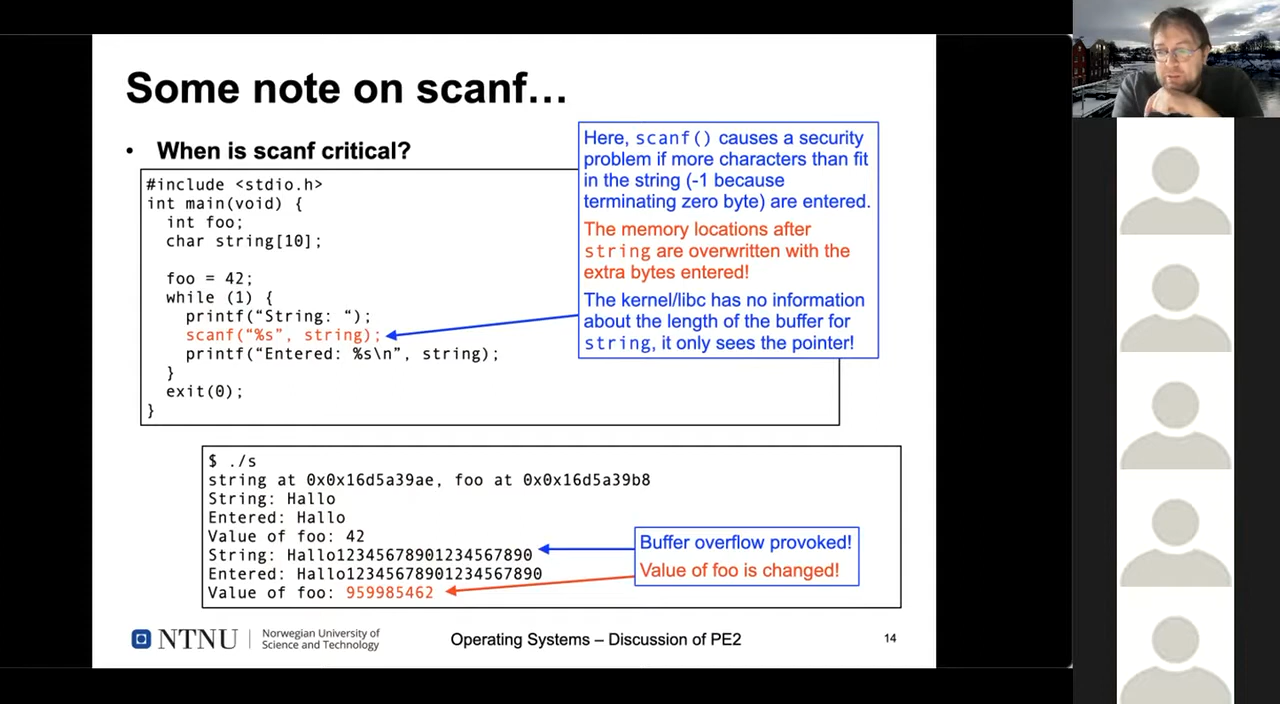 Some note on scanf…
• When is scanf critical?
#include <stdio.h>
int main(void) {
int foo;
char string[10];
foo = 42;
while (1) {
printf(“String: “);
scanf(“%s”, string);
printf(“Entered: %s\n”, string);
}
exit(0);
}
Here, scanf() causes a security
problem if more characters than fit
in the string (-1 because
terminating zero byte) are entered.
The memory locations after
string are overwritten with the
extra bytes entered!
The kernel/libc has no information
about the length of the buffer for
string, it only sees the pointer!
$ ./s
string at 0x0x16d5a39ae, foo at 0x0x16d5a39b8
String: Hallo
Entered: Hallo
Value of foo: 42
String: Hallo12345678901234567890
Entered: Hallo12345678901234567890
Value of foo: 959985462
Buffer overflow provoked!
Value of foo is changed!
NTNU
Norwegian University of
Science and Technology
Operating Systems – Discussion of PE2
14